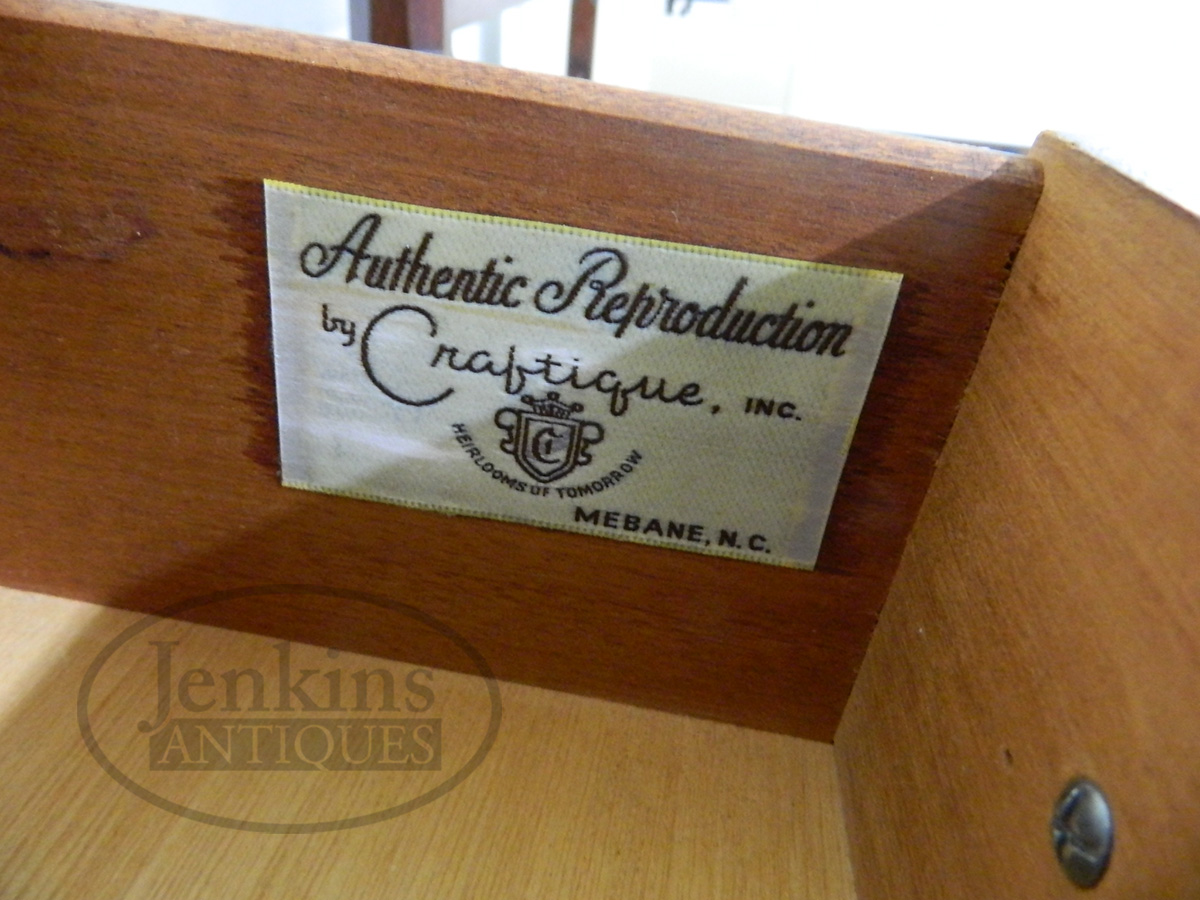 Authentic Reproduction
by Craftique, INC.
C
HEIRLOOMS OF TOMORROW
MEBANE, N.C.
Jenkins
ANTIQUES